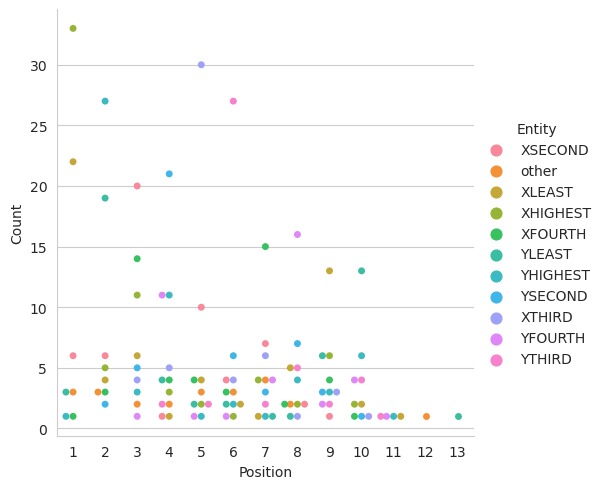 30
25
20
15
10
5
0
Count
1 2 3 4 5 6 7 8 9 10 11 12 13
Position
Entity
XSECOND
other
XLEAST
XHIGHEST
XFOURTH
YLEAST
YHIGHEST
YSECOND
XTHIRD
YFOURTH
YTHIRD